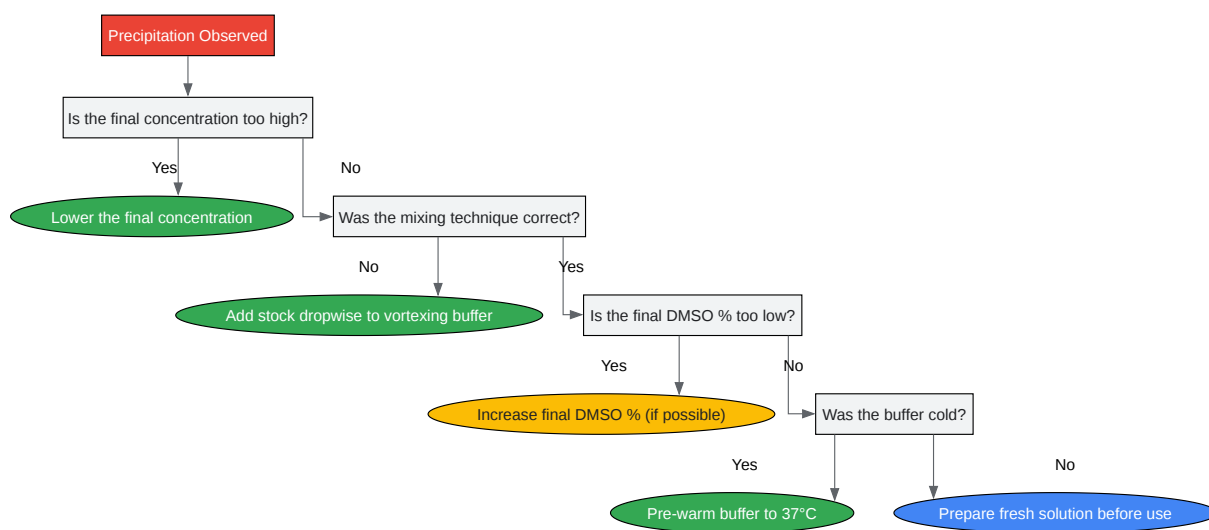 Precipitation Observed
Is the final concentration too high?
Yes
No
Lower the final concentration
Was the mixing technique correct?
No
Yes
Add stock dropwise to vortexing buffer
Is the final DMSO % too low?
Yes
No
Increase final DMSO % (if possible)
Was the buffer cold?
Yes
No
Pre-warm buffer to 37°C
Prepare fresh solution before use